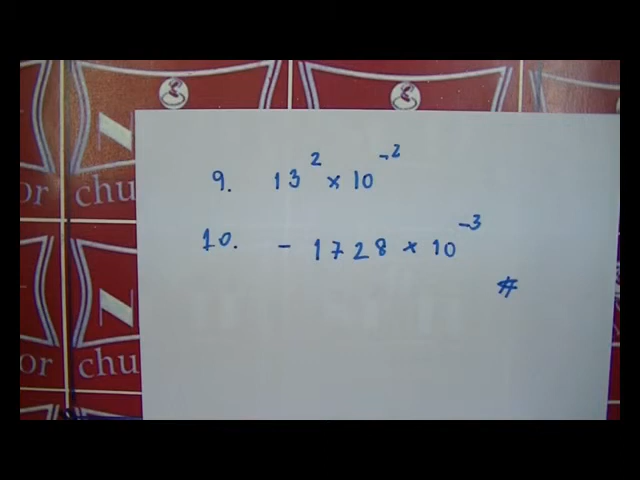 9. 13² × 10⁻²
10. - 1728 × 10⁻³
#
or chu
or chu